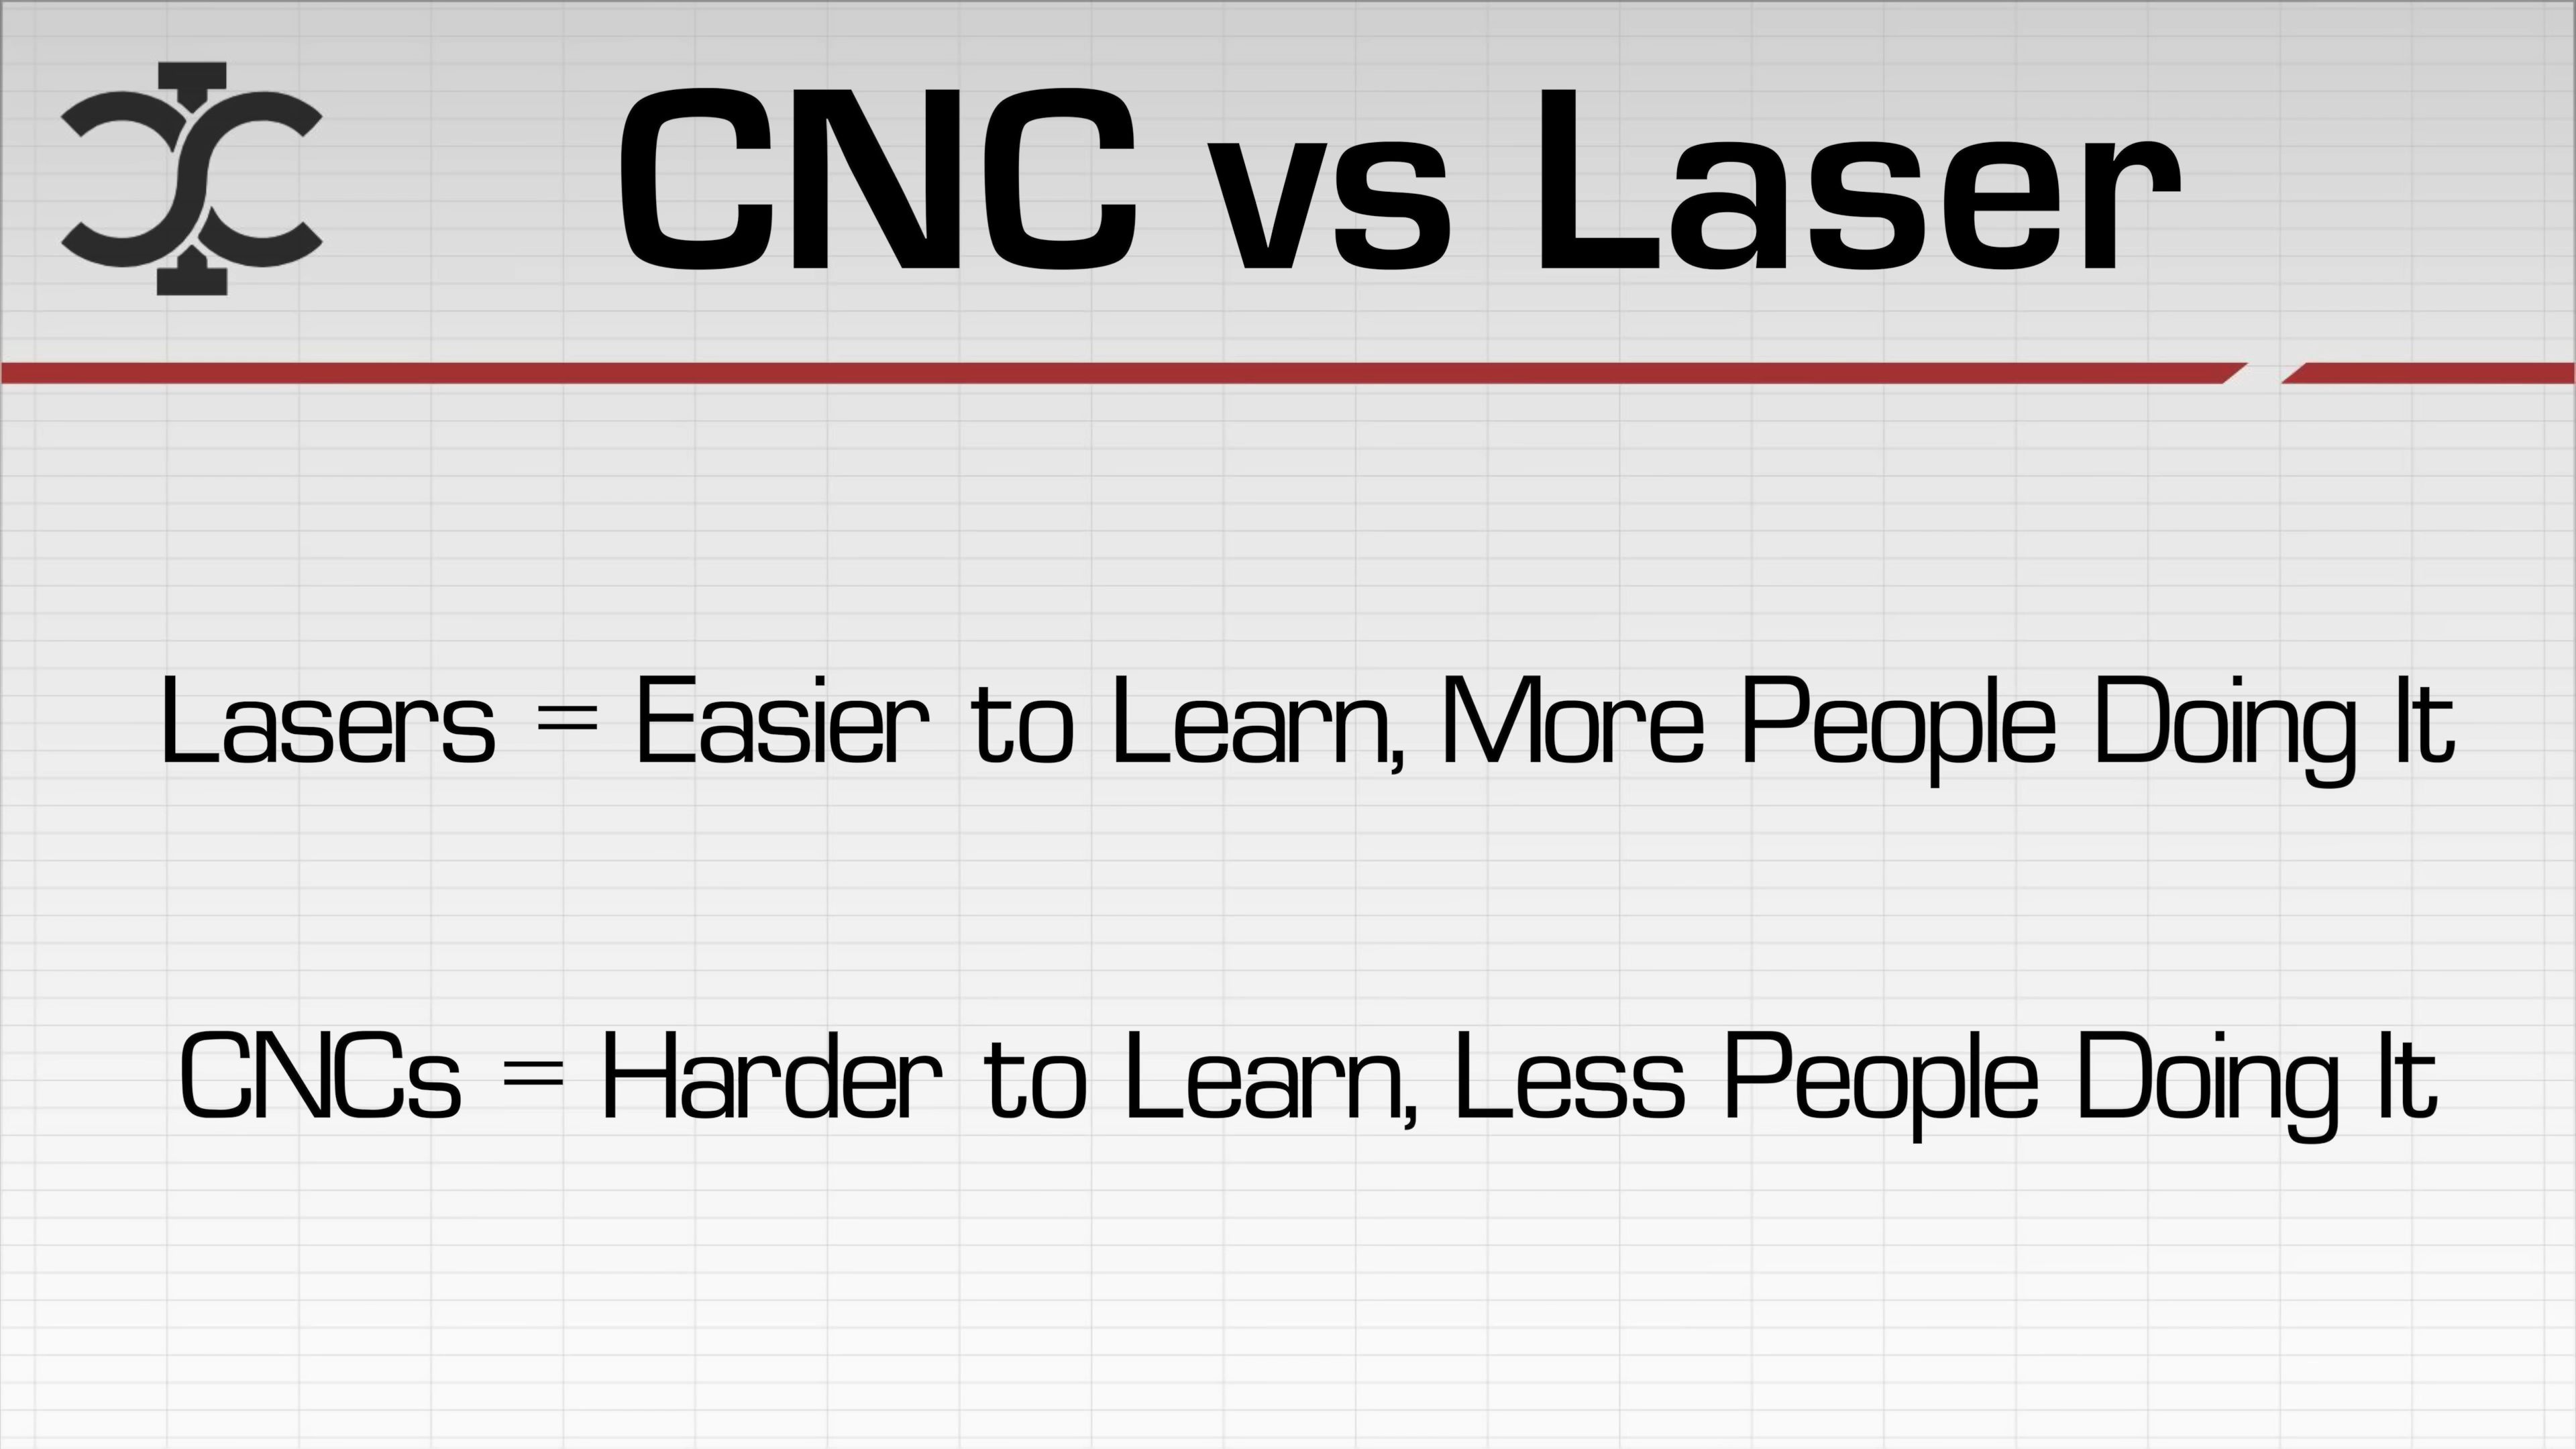 CNC vs Laser
Lasers = Easier to Learn, More People Doing It
CNCs = Harder to Learn, Less People Doing It